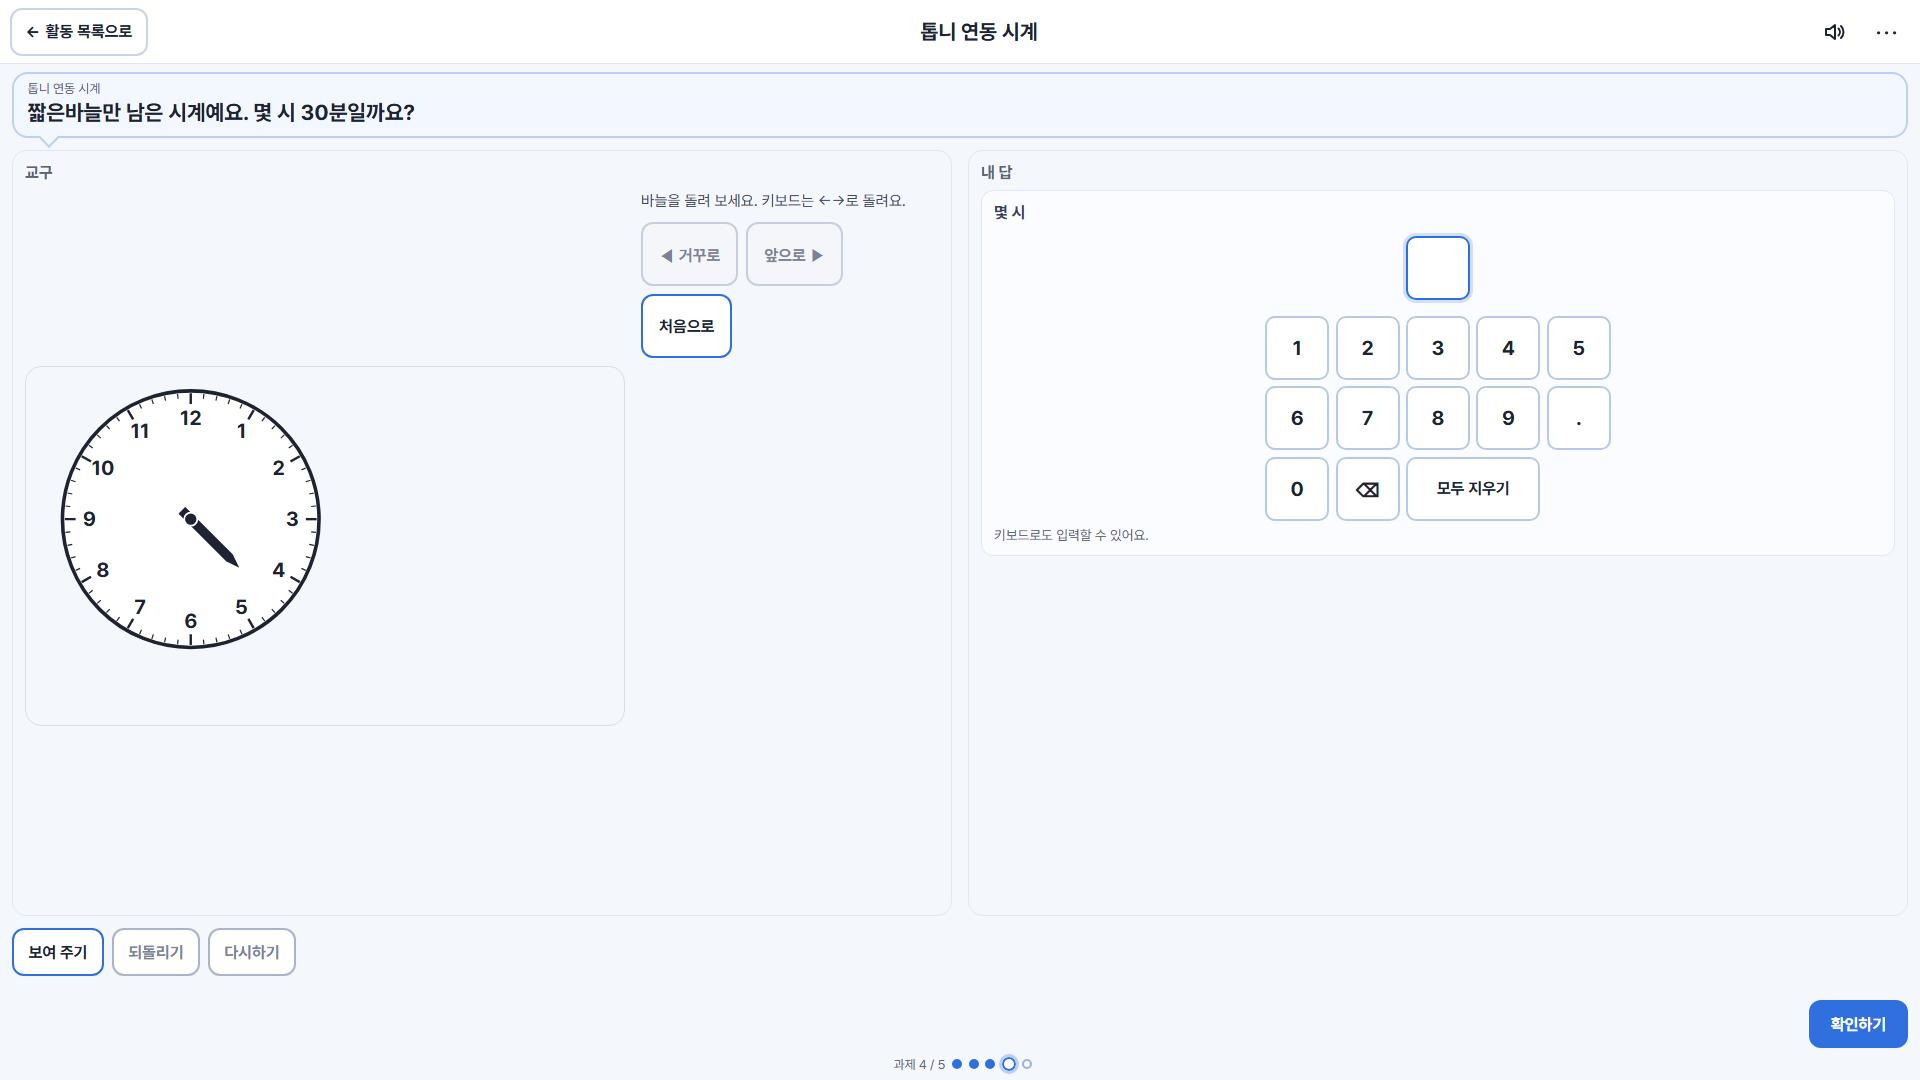 ← 활동 목록으로
톱니 연동 시계
톱니 연동 시계
짧은바늘만 남은 시계예요. 몇 시 30분일까요?
교구
바늘을 돌려 보세요. 키보드는 ←→로 돌려요.
◀ 거꾸로
앞으로 ▶
처음으로
12
1
2
3
4
5
6
7
8
9
10
11
내 답
몇 시
1 2 3 4 5
6 7 8 9 .
0 ⌫ 모두 지우기
키보드로도 입력할 수 있어요.
보여 주기
되돌리기
다시하기
확인하기
과제 4 / 5